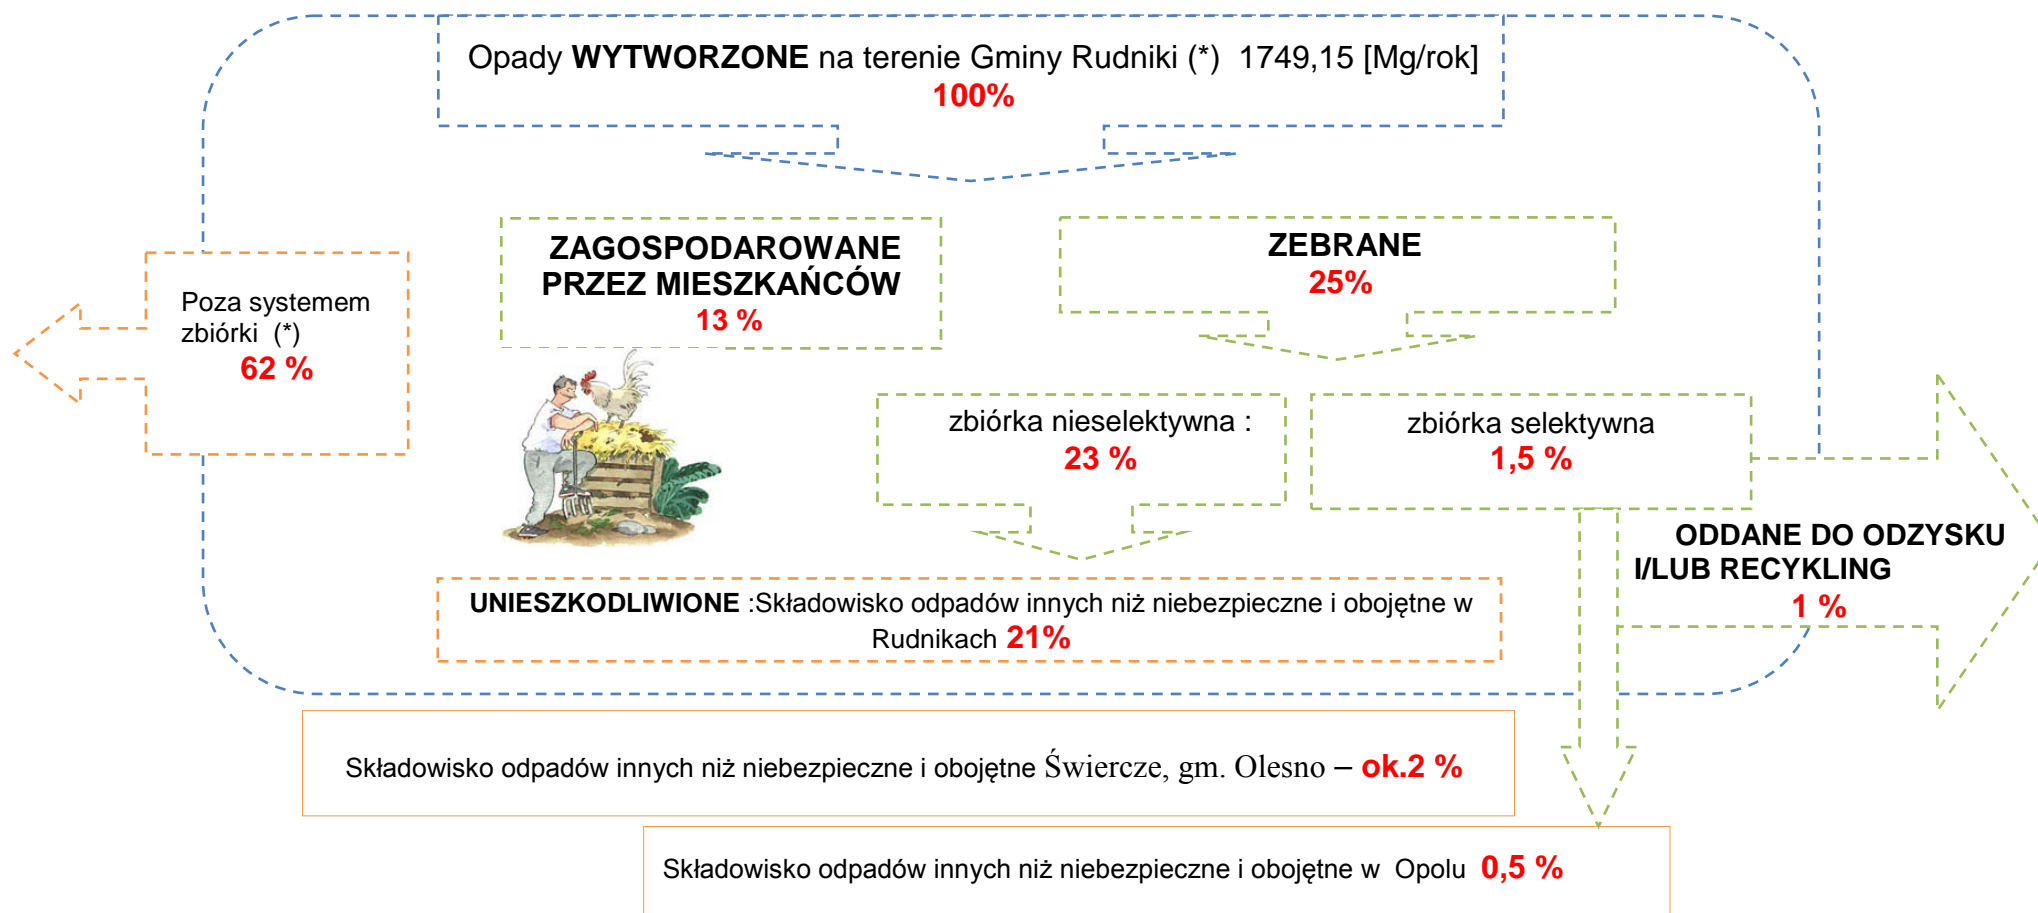 Opady WYTWORZONE na terenie Gminy Rudniki (*) 1749,15 [Mg/rok]
100%
ZAGOSPODAROWANE
PRZEZ MIESZKAŃCÓW
13 %
ZEBRANE
25%
Poza systemem
zbiórki (*)
62 %
zbiórka nieselektywna :
23 %
zbiórka selektywna
1,5 %
ODDANE DO ODZYSKU
I/LUB RECYKLING
1 %
UNIESZKODLIWIONE :Składowisko odpadów innych niż niebezpieczne i obojętne w
Rudnikach 21%
Składowisko odpadów innych niż niebezpieczne i obojętne Świercze, gm. Olesno – ok.2 %
Składowisko odpadów innych niż niebezpieczne i obojętne w Opolu 0,5 %